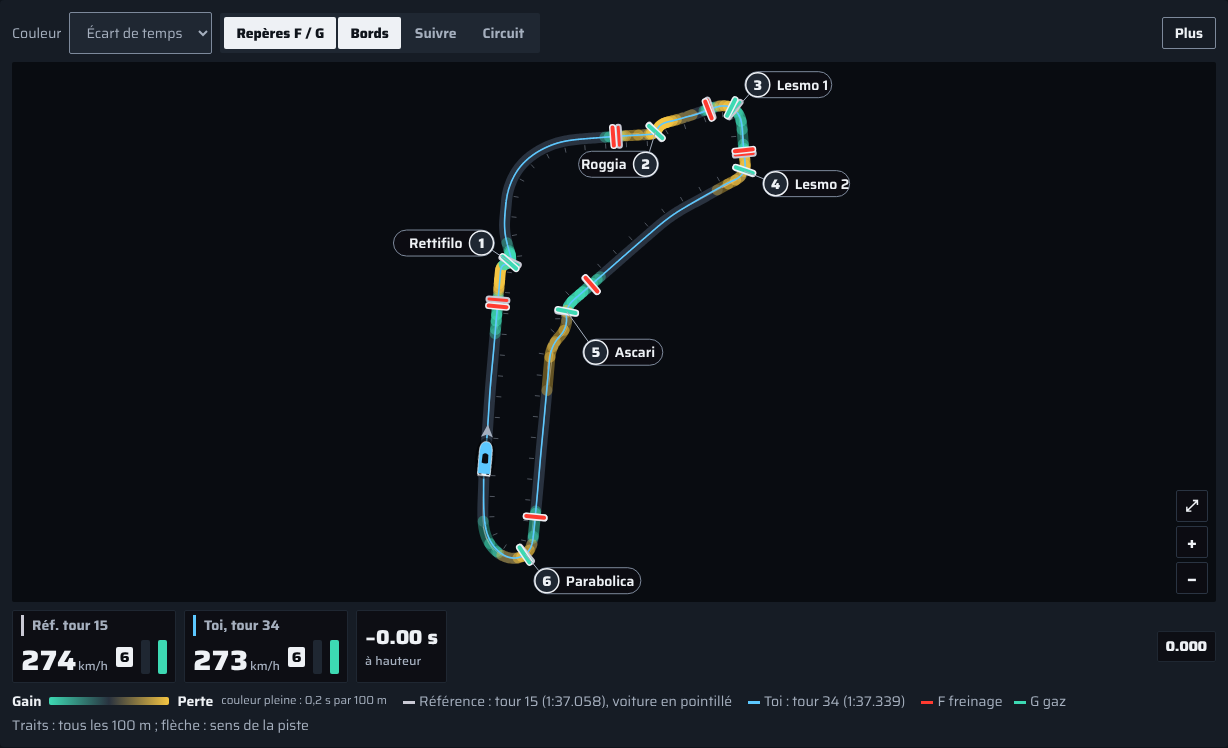 Couleur Écart de temps Repères F / G Bords Suivre Circuit Plus
3 Lesmo 1
Roggia 2
4 Lesmo 2
Rettifilo 1
5 Ascari
6 Parabolica
+
−
Réf. tour 15
274 km/h 6
Toi, tour 34
273 km/h 6
−0.00 s
à hauteur
0.000
Gain Perte couleur pleine : 0,2 s par 100 m Référence : tour 15 (1:37.058), voiture en pointillé Toi : tour 34 (1:37.339) F freinage G gaz
Traits : tous les 100 m ; flèche : sens de la piste